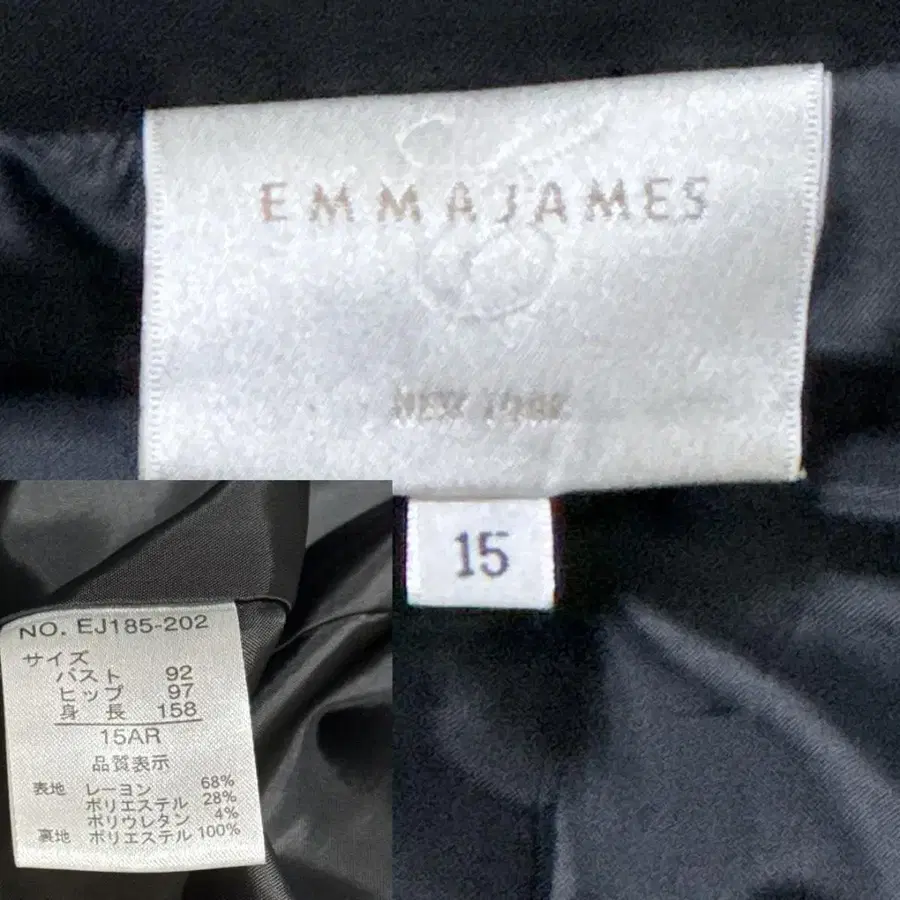 EMMAJAMES
NEW YORK
15
NO. EJ185-202
サイズ
バスト 92
ヒップ 97
身長 158
15AR
品質表示
表地 レーヨン 68%
ポリエステル 28%
ポリウレタン 4%
裏地 ポリエステル 100%